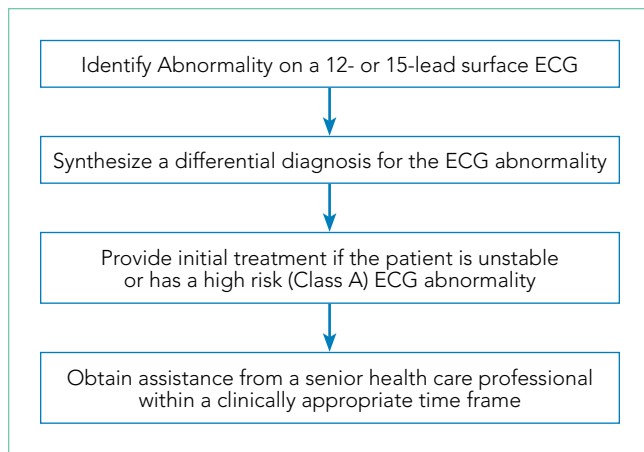 Identify Abnormality on a 12- or 15-lead surface ECG
Synthesize a differential diagnosis for the ECG abnormality
Provide initial treatment if the patient is unstable
or has a high risk (Class A) ECG abnormality
Obtain assistance from a senior health care professional
within a clinically appropriate time frame